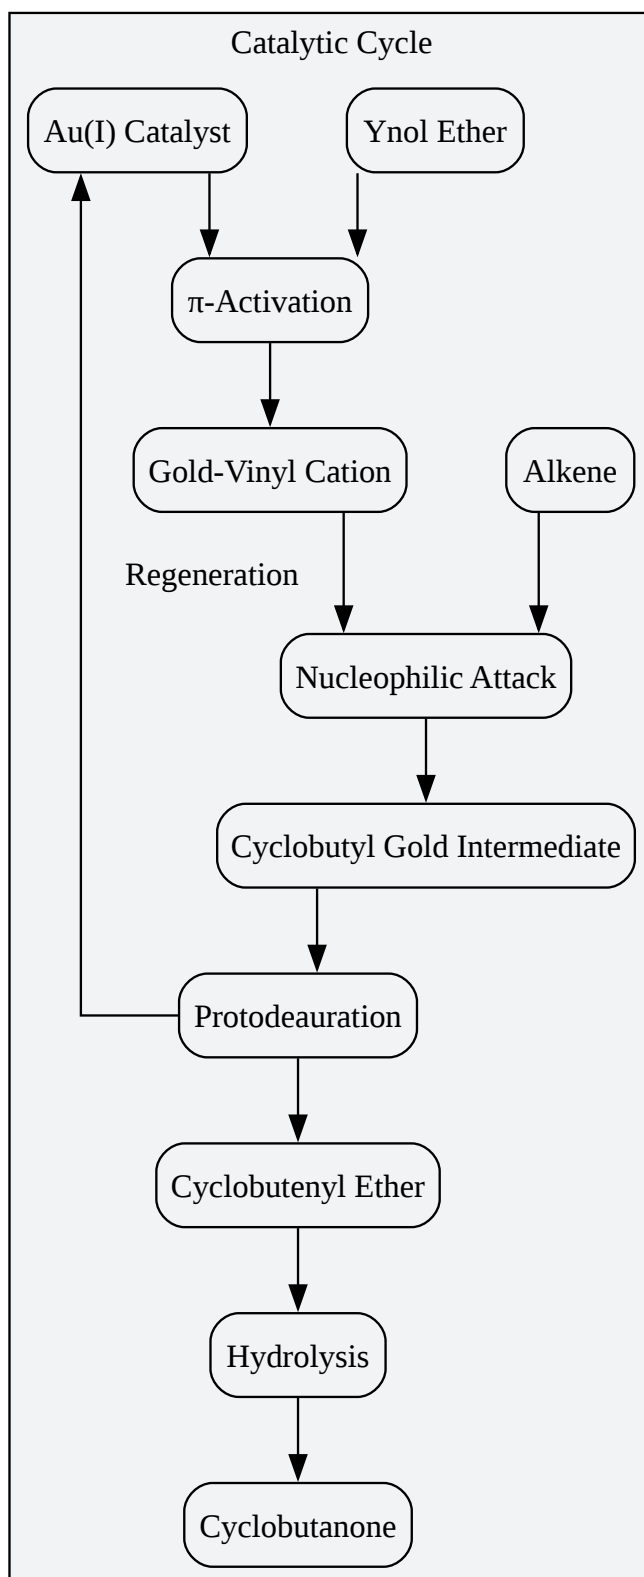 Catalytic Cycle
Au(I) Catalyst
Ynol Ether
π-Activation
Gold-Vinyl Cation
Alkene
Regeneration
Nucleophilic Attack
Cyclobutyl Gold Intermediate
Protodeauration
Cyclobutenyl Ether
Hydrolysis
Cyclobutanone